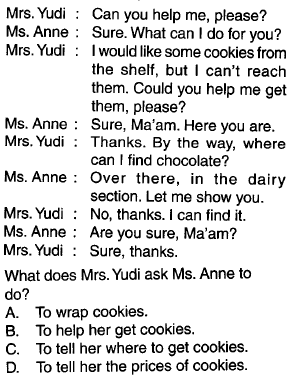 Mrs. Yudi : Can you help me, please?
Ms. Anne : Sure. What can I do for you?
Mrs. Yudi : I would like some cookies from
the shelf, but I can't reach
them. Could you help me get
them, please?
Ms. Anne : Sure, Ma'am. Here you are.
Mrs. Yudi : Thanks. By the way, where
can I find chocolate?
Ms. Anne : Over there, in the dairy
section. Let me show you.
Mrs. Yudi : No, thanks. I can find it.
Ms. Anne : Are you sure, Ma'am?
Mrs. Yudi : Sure, thanks.
What does Mrs. Yudi ask Ms. Anne to
do?
A. To wrap cookies.
B. To help her get cookies.
C. To tell her where to get cookies.
D. To tell her the prices of cookies.